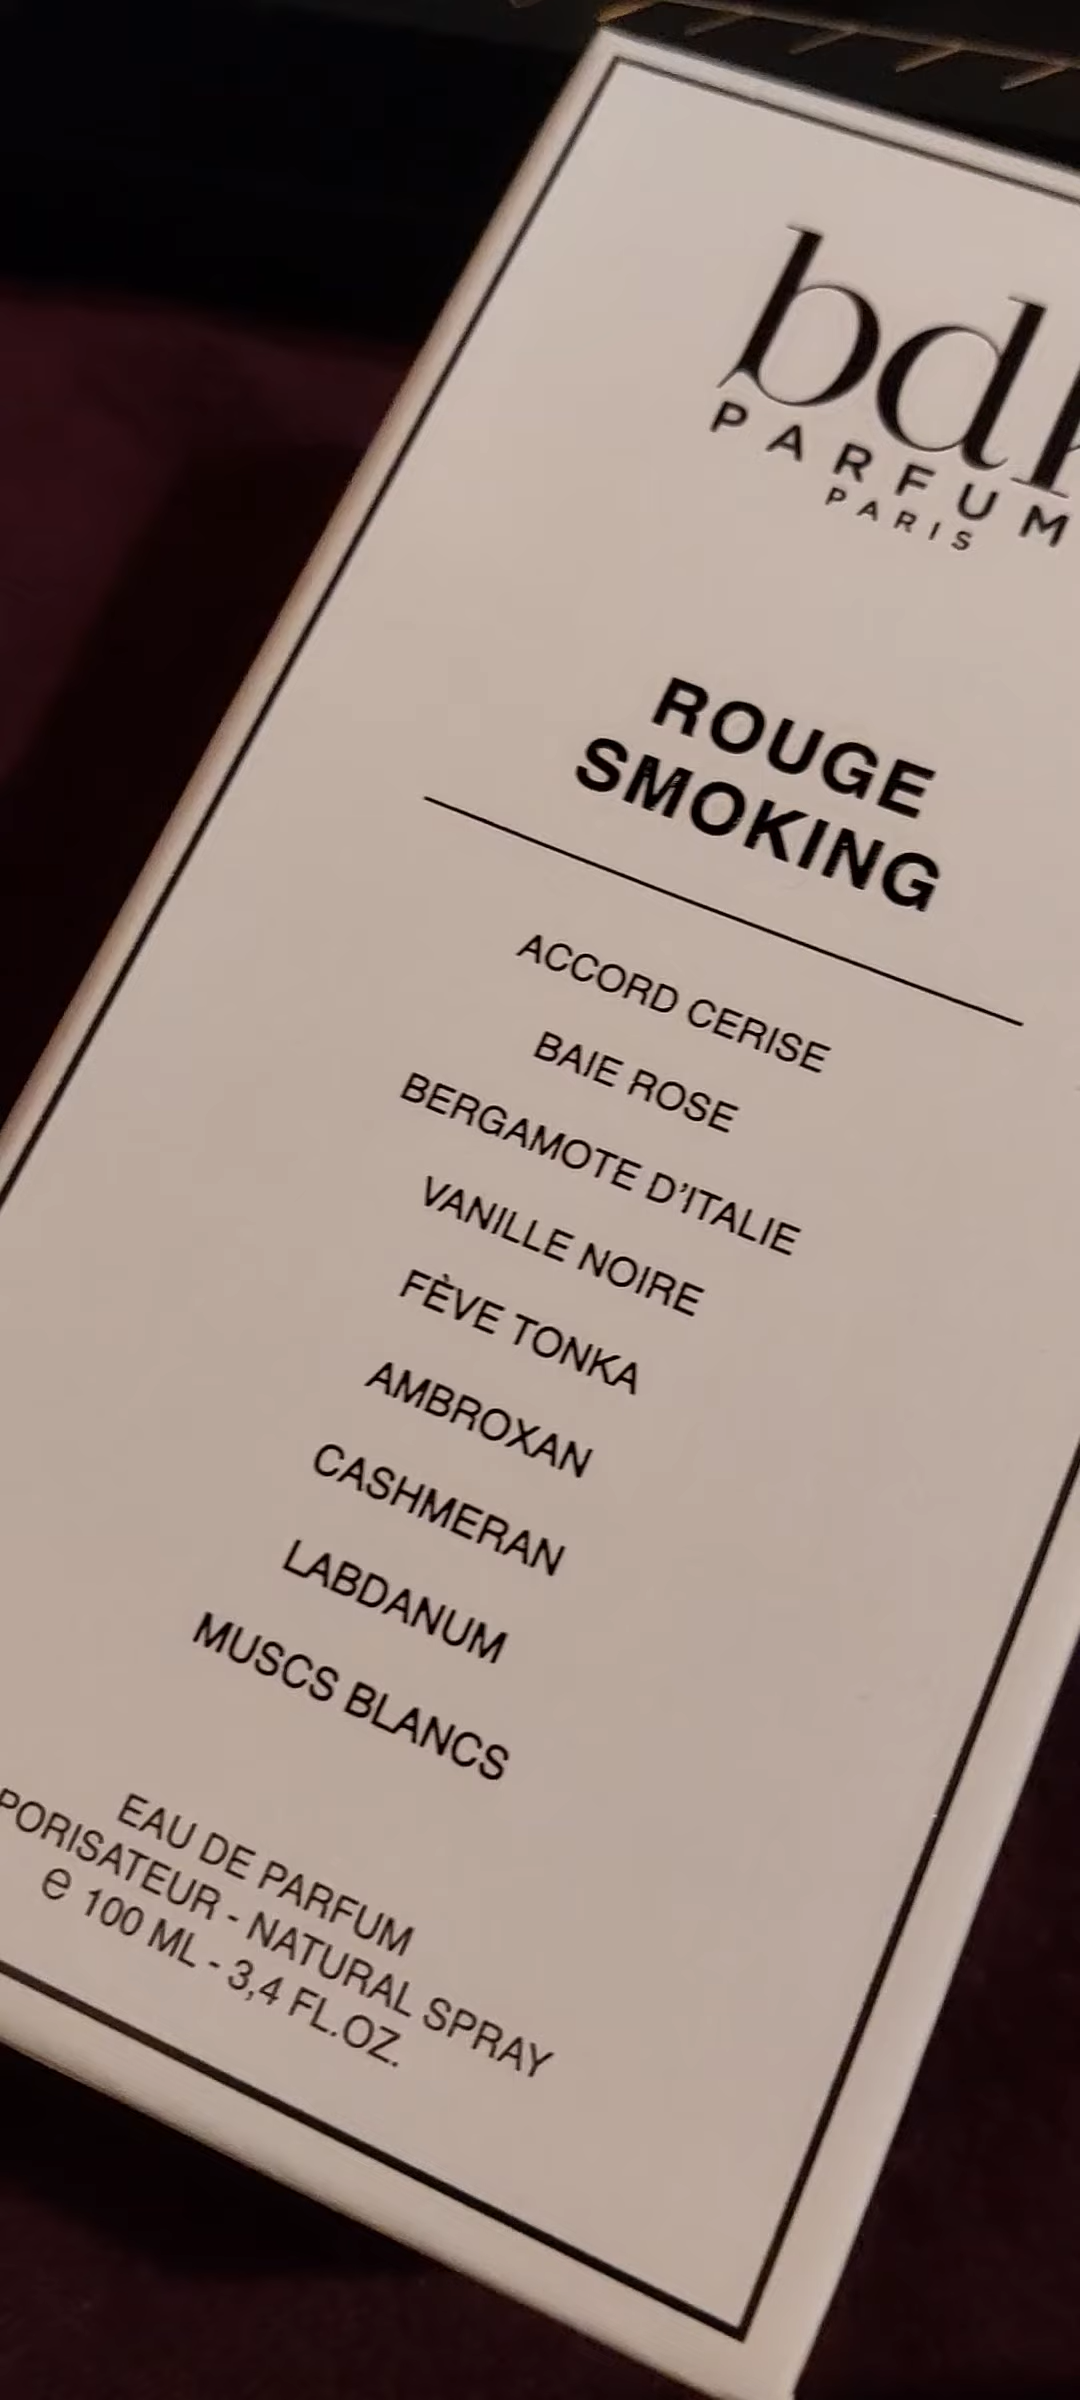 bdk
PARFUM
PARIS
ROUGE
SMOKING
ACCORD CERISE
BAIE ROSE
BERGAMOTE D'ITALIE
VANILLE NOIRE
FÈVE TONKA
AMBROXAN
CASHMERAN
LABDANUM
MUSCS BLANCS
EAU DE PARFUM
PORISATEUR - NATURAL SPRAY
℮ 100 ML - 3,4 FL.OZ.